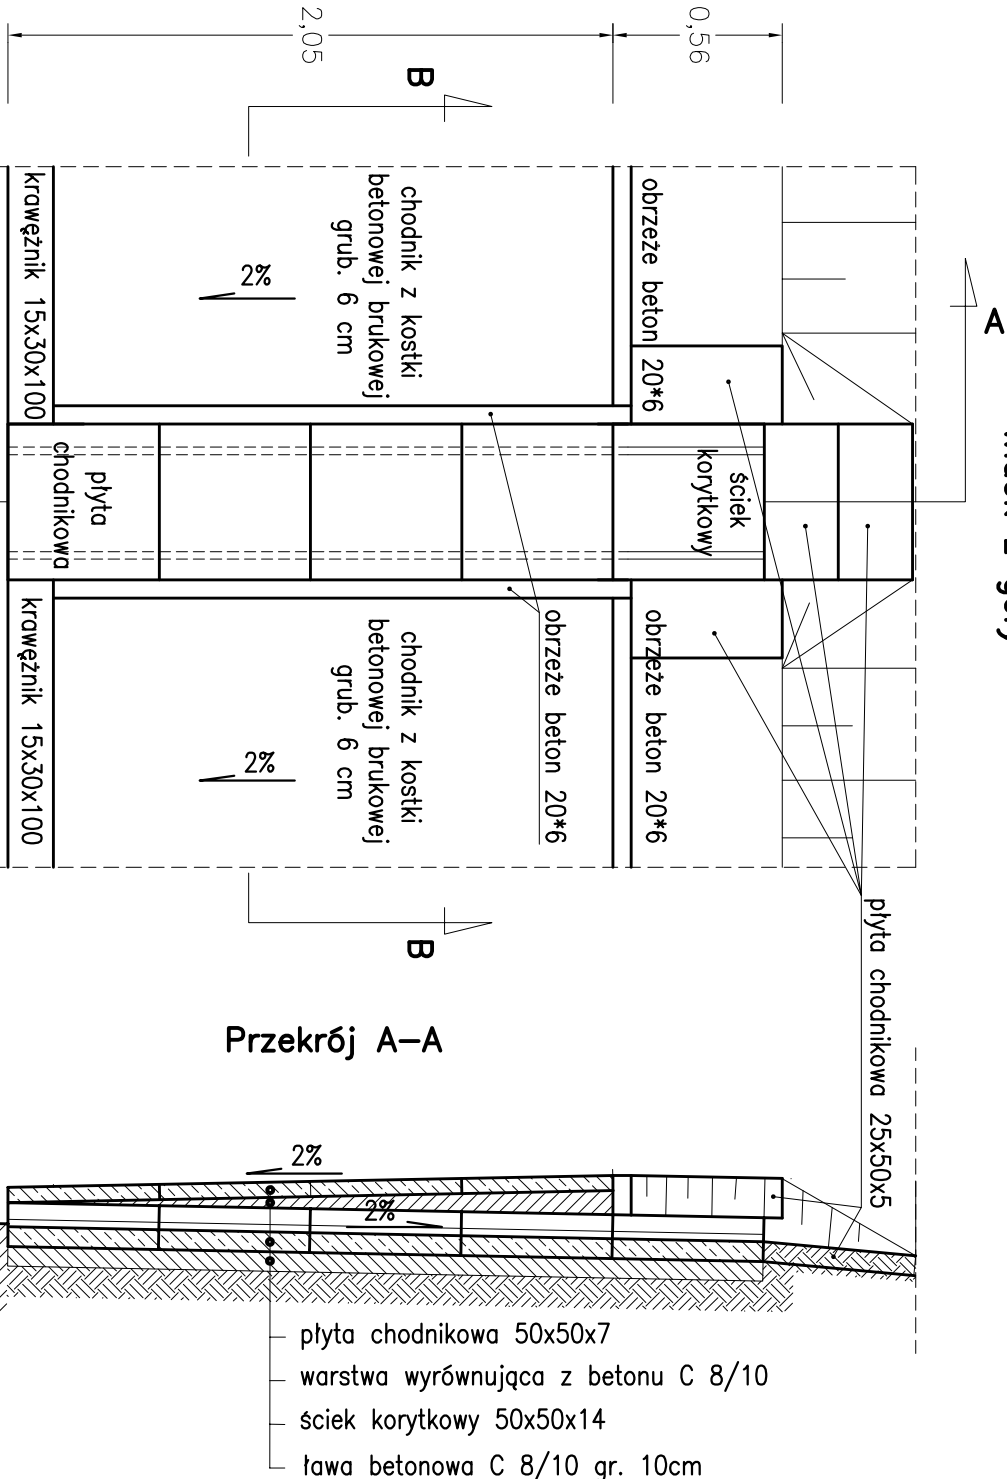 2,05
0,56
B
A
krawężnik 15x30x100
chodnik z kostki
betonowej brukowej
grub. 6 cm
2%
obrzeże beton 20*6
płyta
chodnikowa
ściek
korytkowy
krawężnik 15x30x100
chodnik z kostki
betonowej brukowej
grub. 6 cm
2%
obrzeże beton 20*6
obrzeże beton 20*6
B
płyta chodnikowa 25x50x5
Przekrój A–A
2%
2%
płyta chodnikowa 50x50x7
warstwa wyrównująca z betonu C 8/10
ściek korytkowy 50x50x14
ława betonowa C 8/10 gr. 10cm